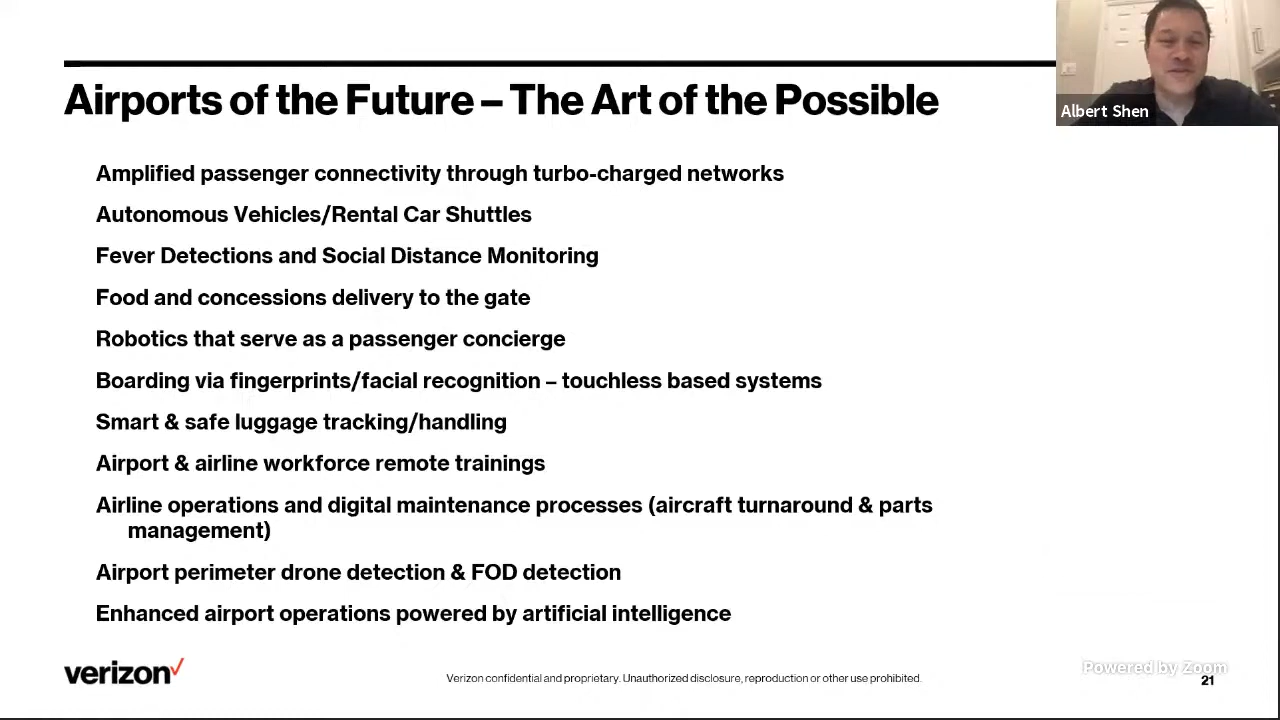 Airports of the Future – The Art of the Possible
Albert Shen
Amplified passenger connectivity through turbo-charged networks
Autonomous Vehicles/Rental Car Shuttles
Fever Detections and Social Distance Monitoring
Food and concessions delivery to the gate
Robotics that serve as a passenger concierge
Boarding via fingerprints/facial recognition – touchless based systems
Smart & safe luggage tracking/handling
Airport & airline workforce remote trainings
Airline operations and digital maintenance processes (aircraft turnaround & parts
management)
Airport perimeter drone detection & FOD detection
Enhanced airport operations powered by artificial intelligence
verizon
Verizon confidential and proprietary. Unauthorized disclosure, reproduction or other use prohibited.
Powered by Zoom
21